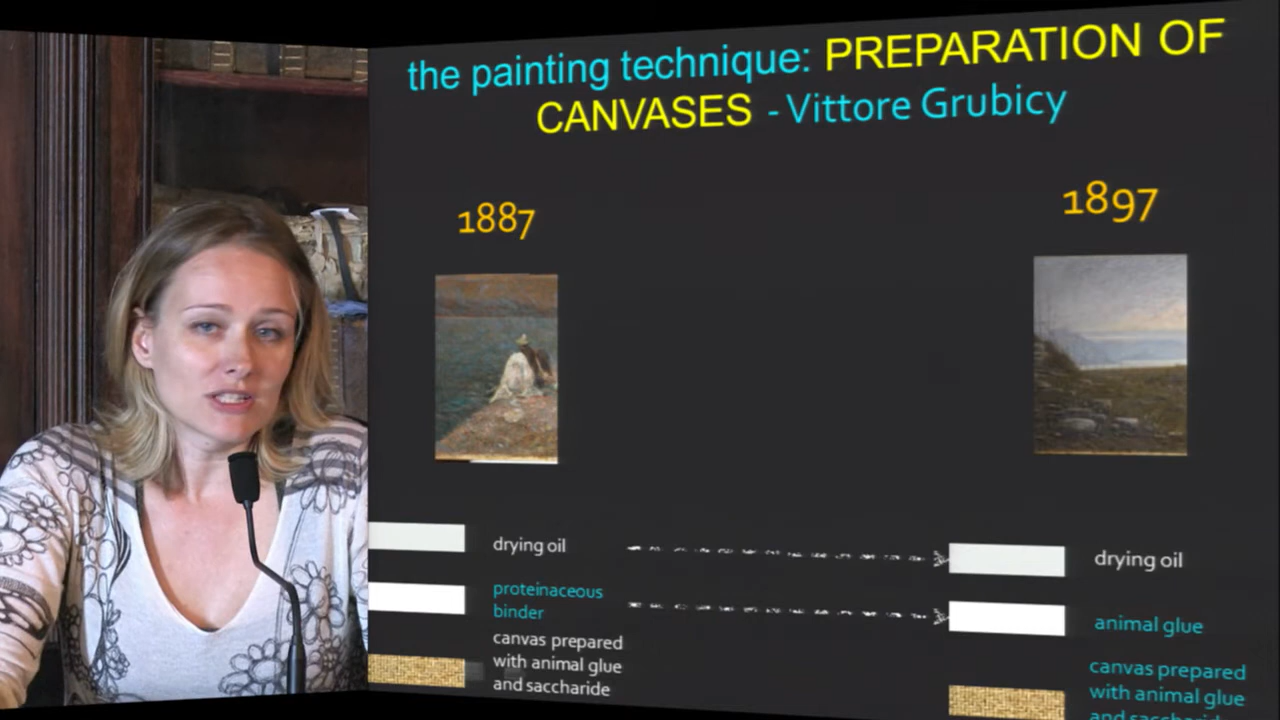 the painting technique: PREPARATION OF
CANVASES - Vittore Grubicy
1887
1897
drying oil
proteinaceous
binder
canvas prepared
with animal glue
and saccharide
drying oil
animal glue
canvas prepared
with animal glue
and